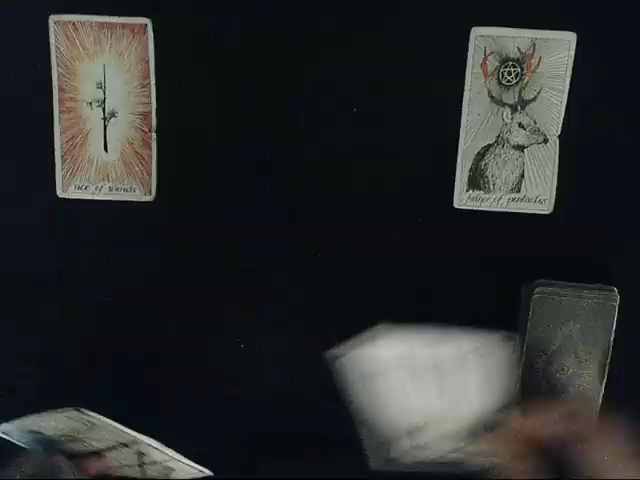 ace of wands
father of pentacles